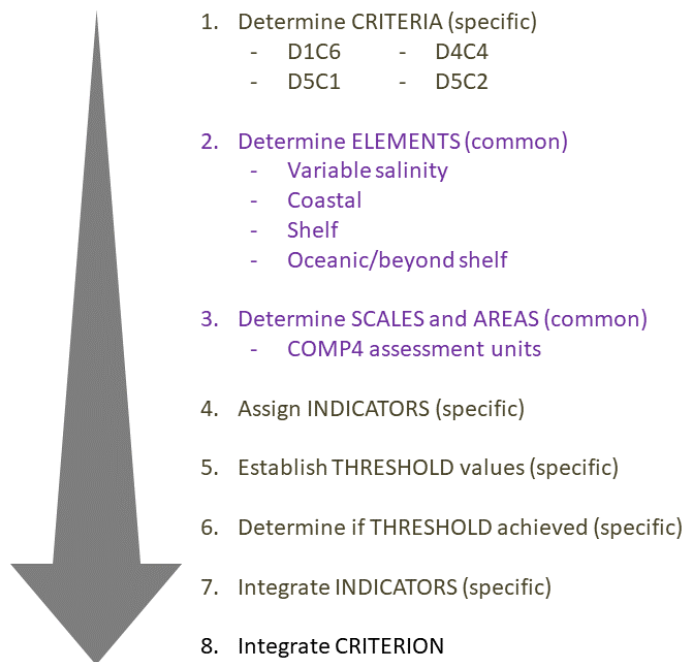 1. Determine CRITERIA (specific)
- D1C6 - D4C4
- D5C1 - D5C2
2. Determine ELEMENTS (common)
- Variable salinity
- Coastal
- Shelf
- Oceanic/beyond shelf
3. Determine SCALES and AREAS (common)
- COMP4 assessment units
4. Assign INDICATORS (specific)
5. Establish THRESHOLD values (specific)
6. Determine if THRESHOLD achieved (specific)
7. Integrate INDICATORS (specific)
8. Integrate CRITERION